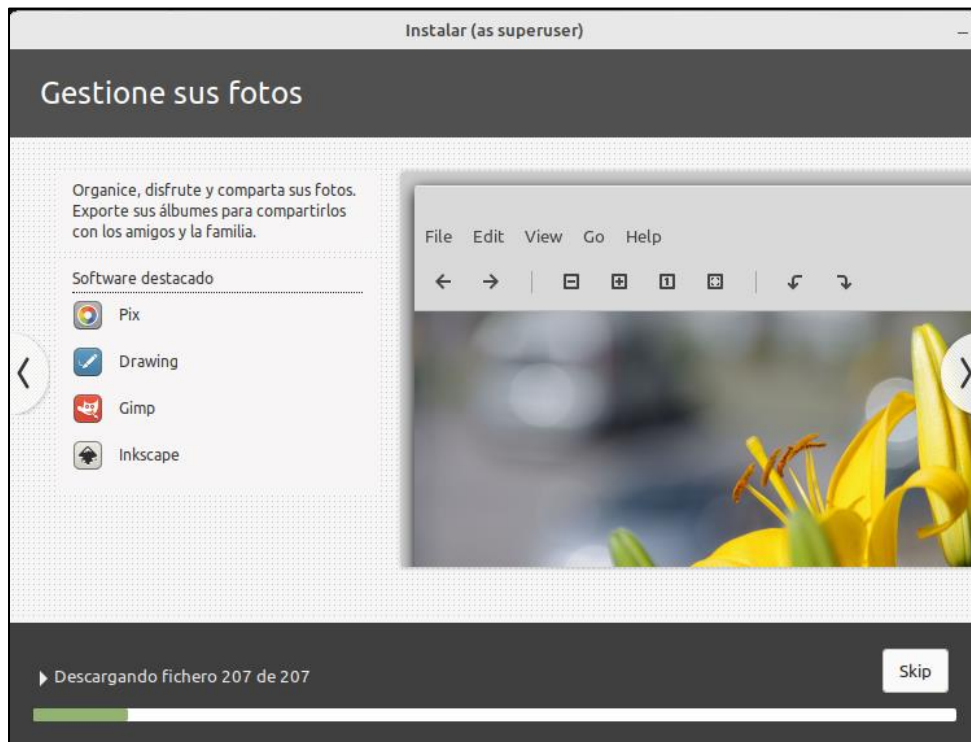 Instalar (as superuser)
Gestione sus fotos
Organice, disfrute y comparta sus fotos.
Exporte sus álbumes para compartirlos
con los amigos y la familia.
Software destacado
Pix
Drawing
Gimp
Inkscape
File Edit View Go Help
Descargando fichero 207 de 207
Skip